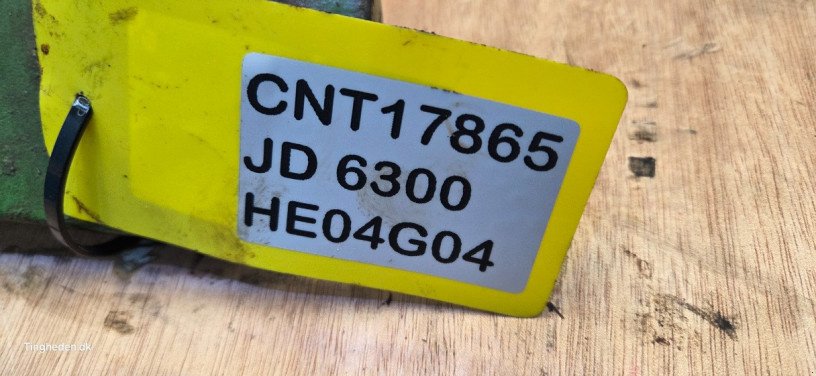 CNT17865
JD 6300
HE04G04
Tingheden.dk